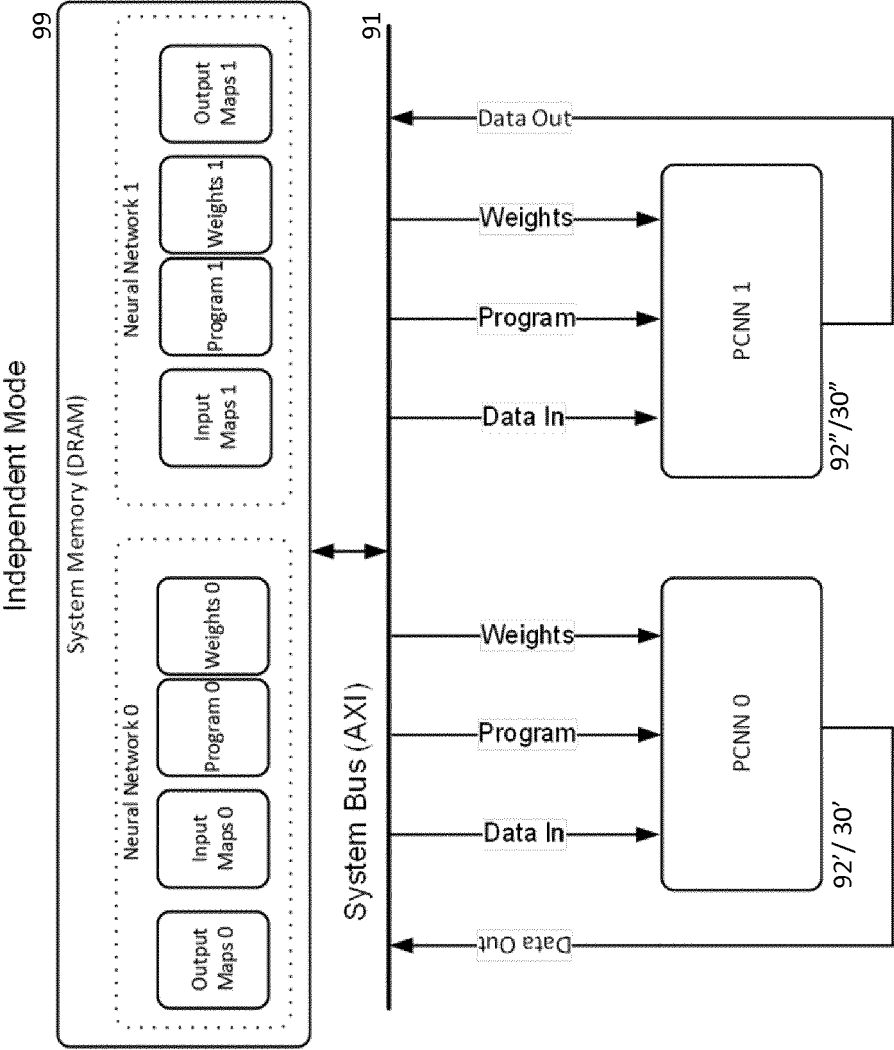 Independent Mode
99
System Memory (DRAM)
Neural Network 0
Output
Maps 0
Input
Maps 0
Program 0
Weights 0
Neural Network 1
Input
Maps 1
Program 1
Weights 1
Output
Maps 1
System Bus (AXI)
91
Data Out
Data In
Program
Weights
Data In
Program
Weights
Data Out
PCNN 0
92’/ 30’
PCNN 1
92”/30”